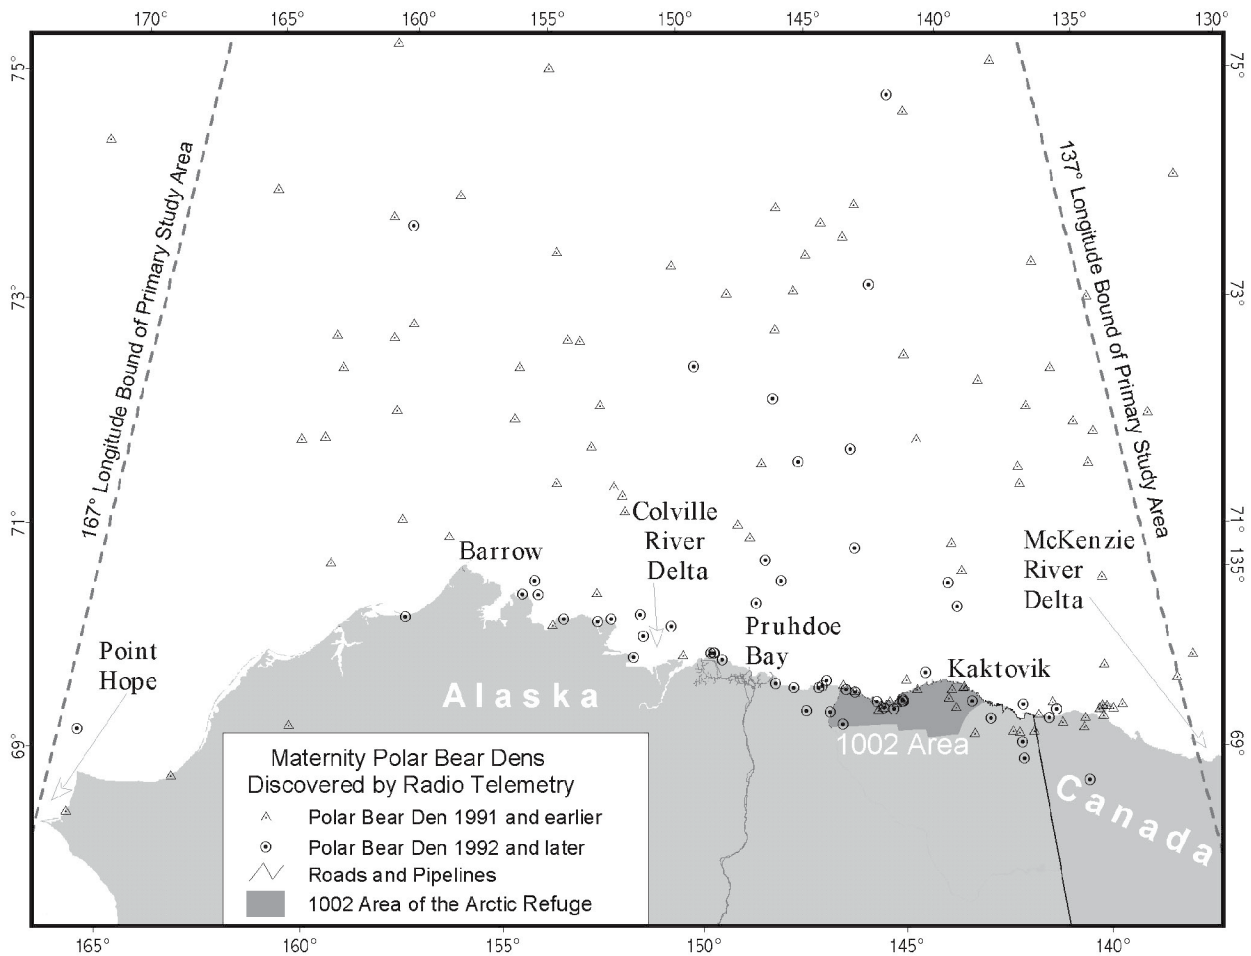 170° 165° 160° 155° 150° 145° 140° 135° 130°
75° 75°
167° Longitude Bound of Primary Study Area
137° Longitude Bound of Primary Study Area
73° 73°
71° 71°
135°
Barrow
Colville
River
Delta
McKenzie
River
Delta
Point
Hope
Pruhdoe
Bay
Kaktovik
Alaska
1002 Area
69° 69°
Canada
Maternity Polar Bear Dens
Discovered by Radio Telemetry
Polar Bear Den 1991 and earlier
Polar Bear Den 1992 and later
Roads and Pipelines
1002 Area of the Arctic Refuge
165° 160° 155° 150° 145° 140°